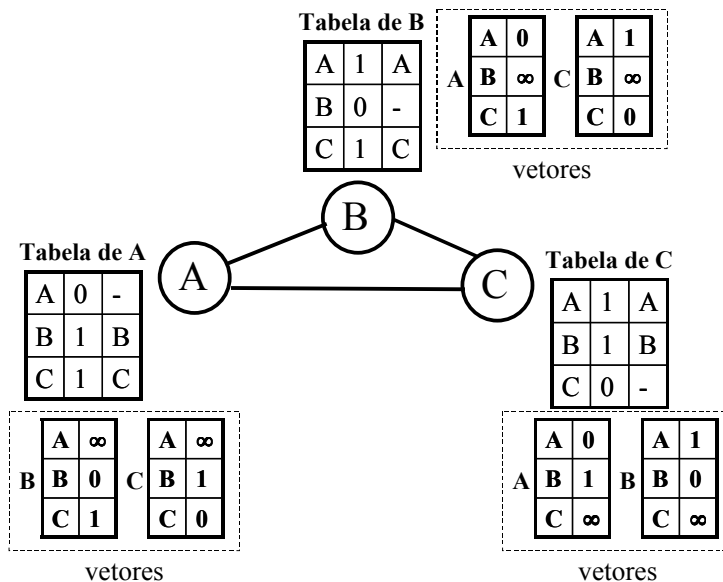 Tabela de B
A 1 A
B 0 -
C 1 C
A
A 0
B ∞
C 1
C
A 1
B ∞
C 0
vetores
B
A
C
Tabela de A
A 0 -
B 1 B
C 1 C
Tabela de C
A 1 A
B 1 B
C 0 -
B
A ∞
B 0
C 1
C
A ∞
B 1
C 0
vetores
A
A 0
B 1
C ∞
B
A 1
B 0
C ∞
vetores